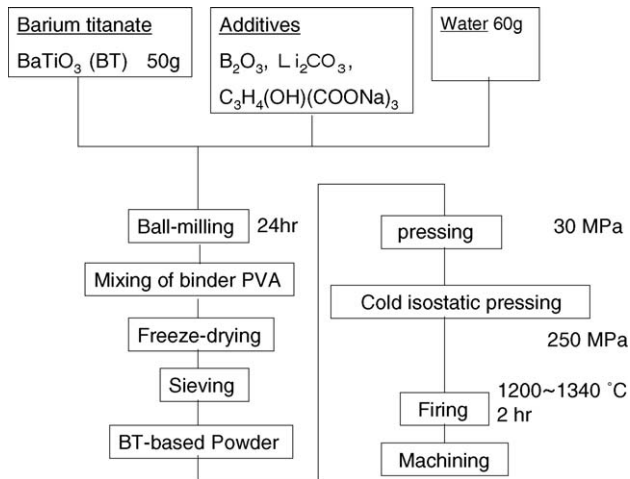 Barium titanate
BaTiO₃ (BT) 50g
Additives
B₂O₃, Li₂CO₃,
C₃H₄(OH)(COONa)₃
Water 60g
Ball-milling 24hr
Mixing of binder PVA
Freeze-drying
Sieving
BT-based Powder
pressing 30 MPa
Cold isostatic pressing
250 MPa
1200~1340 ˚C
Firing 2 hr
Machining